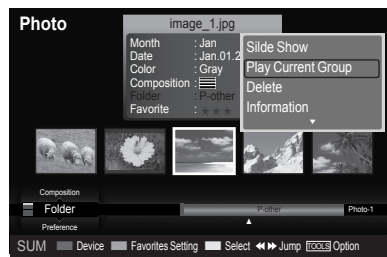 Photo
image_1.jpg
Month : Jan
Date : Jan.01.2
Color : Gray
Composition :
Folder : P-other
Favorite : ★★★
Silde Show
Play Current Group
Delete
Information
Composition
Folder
Preference
P-other
Photo-1
SUM Device Favorites Setting Select Jump TOOLS Option